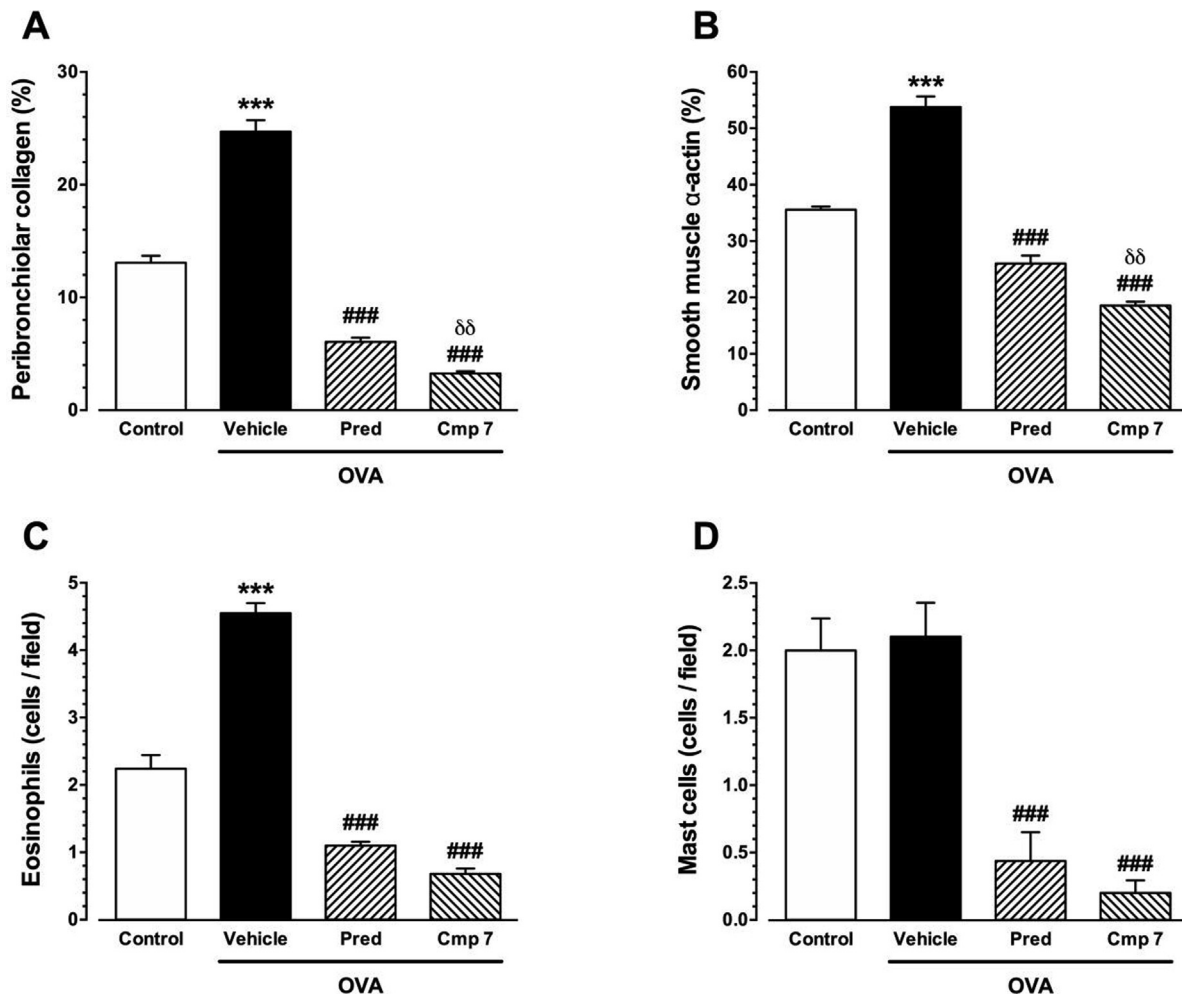 A
Peribronchiolar collagen (%)
30
20
10
0
***
###
δδ
###
Control Vehicle Pred Cmp 7
OVA
B
Smooth muscle α-actin (%)
60
50
40
30
20
10
0
***
###
δδ
###
Control Vehicle Pred Cmp 7
OVA
C
Eosinophils (cells / field)
5
4
3
2
1
0
***
###
###
Control Vehicle Pred Cmp 7
OVA
D
Mast cells (cells / field)
2.5
2.0
1.5
1.0
0.5
0.0
###
###
Control Vehicle Pred Cmp 7
OVA